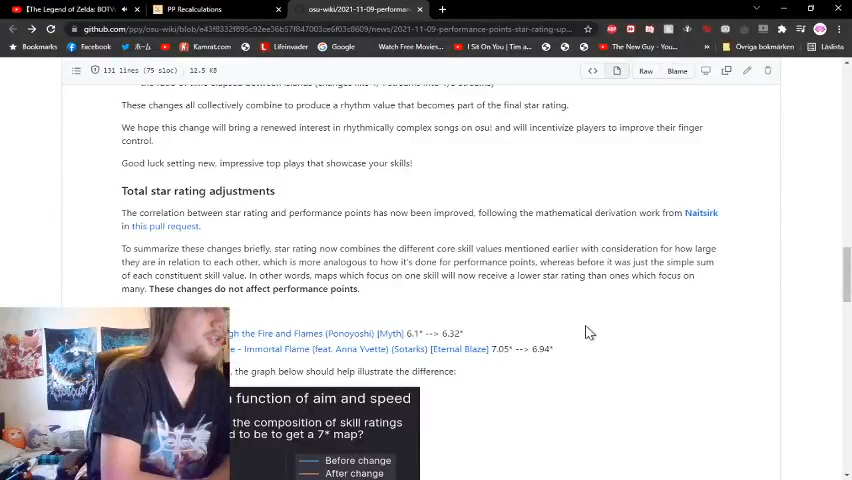 [The Legend of Zelda: BOTW
PP Recalculations
osu-wiki/2021-11-09-performan
github.com/ppy/osu-wiki/blob/e43f8332f895c92ee36b57f847003ee6f03c8609/news/2021-11-09-performance-points-star-rating-up...
Bookmarks Facebook A Kamrat.com Lifeinvader Google Watch Free Movies... I Sit On You | Tim a... The New Guy - You... Övriga bokmärken Läslista
131 lines (75 sloc) 12.5 KB Raw Blame
These changes all collectively combine to produce a rhythm value that becomes part of the final star rating.
We hope this change will bring a renewed interest in rhythmically complex songs on osu! and will incentivize players to improve their finger
control.
Good luck setting new, impressive top plays that showcase your skills!
Total star rating adjustments
The correlation between star rating and performance points has now been improved, following the mathematical derivation work from Naitsirk
in this pull request.
To summarize these changes briefly, star rating now combines the different core skill values mentioned earlier with consideration for how large
they are in relation to each other, which is more analogous to how it's done for performance points, whereas before it was just the simple sum
of each constituent skill value. In other words, maps which focus on one skill will now receive a lower star rating than ones which focus on
many. These changes do not affect performance points.
gh the Fire and Flames (Ponoyoshi) [Myth] 6.1* --> 6.32*
e - Immortal Flame (feat. Anna Yvette) (Sotarks) [Eternal Blaze] 7.05* --> 6.94*
, the graph below should help illustrate the difference:
a function of aim and speed
the composition of skill ratings
d to be to get a 7* map?
Before change
After change